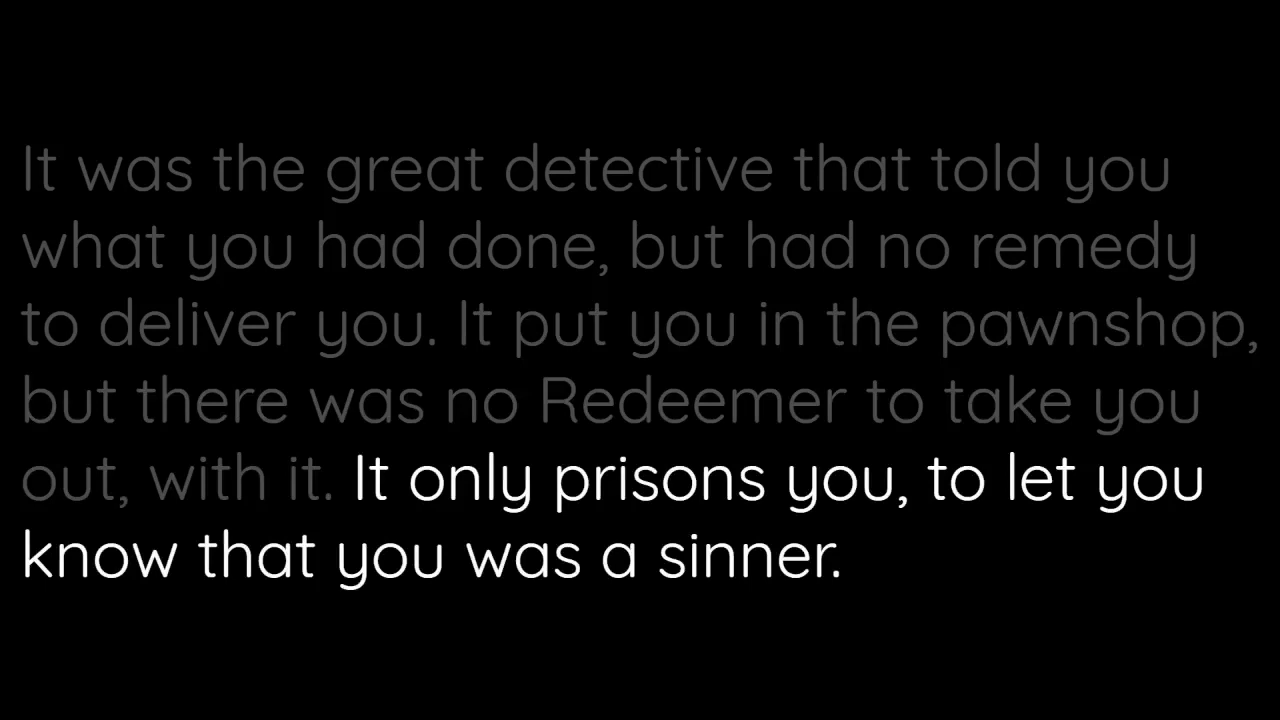 It was the great detective that told you
what you had done, but had no remedy
to deliver you. It put you in the pawnshop,
but there was no Redeemer to take you
out, with it. It only prisons you, to let you
know that you was a sinner.